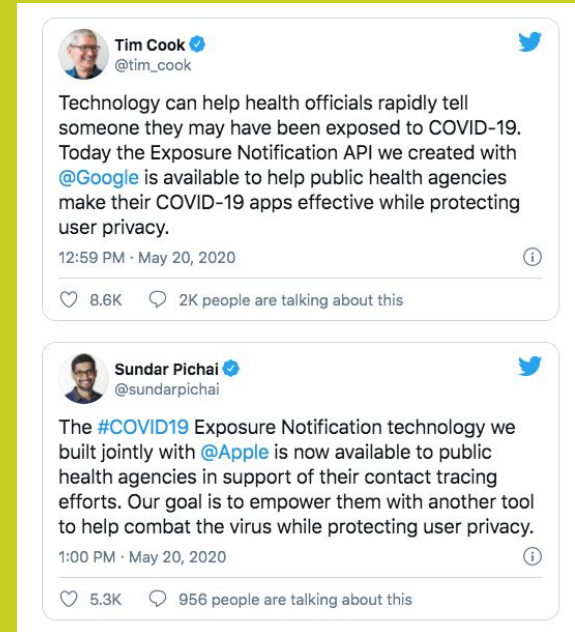 Tim Cook
@tim_cook
Technology can help health officials rapidly tell
someone they may have been exposed to COVID-19.
Today the Exposure Notification API we created with
@Google is available to help public health agencies
make their COVID-19 apps effective while protecting
user privacy.
12:59 PM · May 20, 2020
8.6K 2K people are talking about this
Sundar Pichai
@sundarpichai
The #COVID19 Exposure Notification technology we
built jointly with @Apple is now available to public
health agencies in support of their contact tracing
efforts. Our goal is to empower them with another tool
to help combat the virus while protecting user privacy.
1:00 PM · May 20, 2020
5.3K 956 people are talking about this